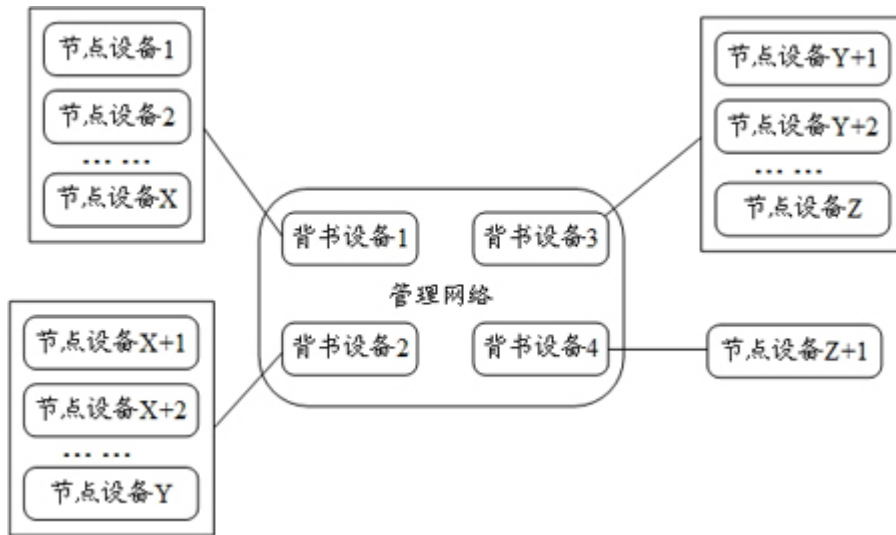 节点设备1
节点设备2
... ...
节点设备X
节点设备Y+1
节点设备Y+2
... ...
节点设备Z
背书设备1
背书设备3
管理网络
背书设备2
背书设备4
节点设备X+1
节点设备X+2
... ...
节点设备Y
节点设备Z+1